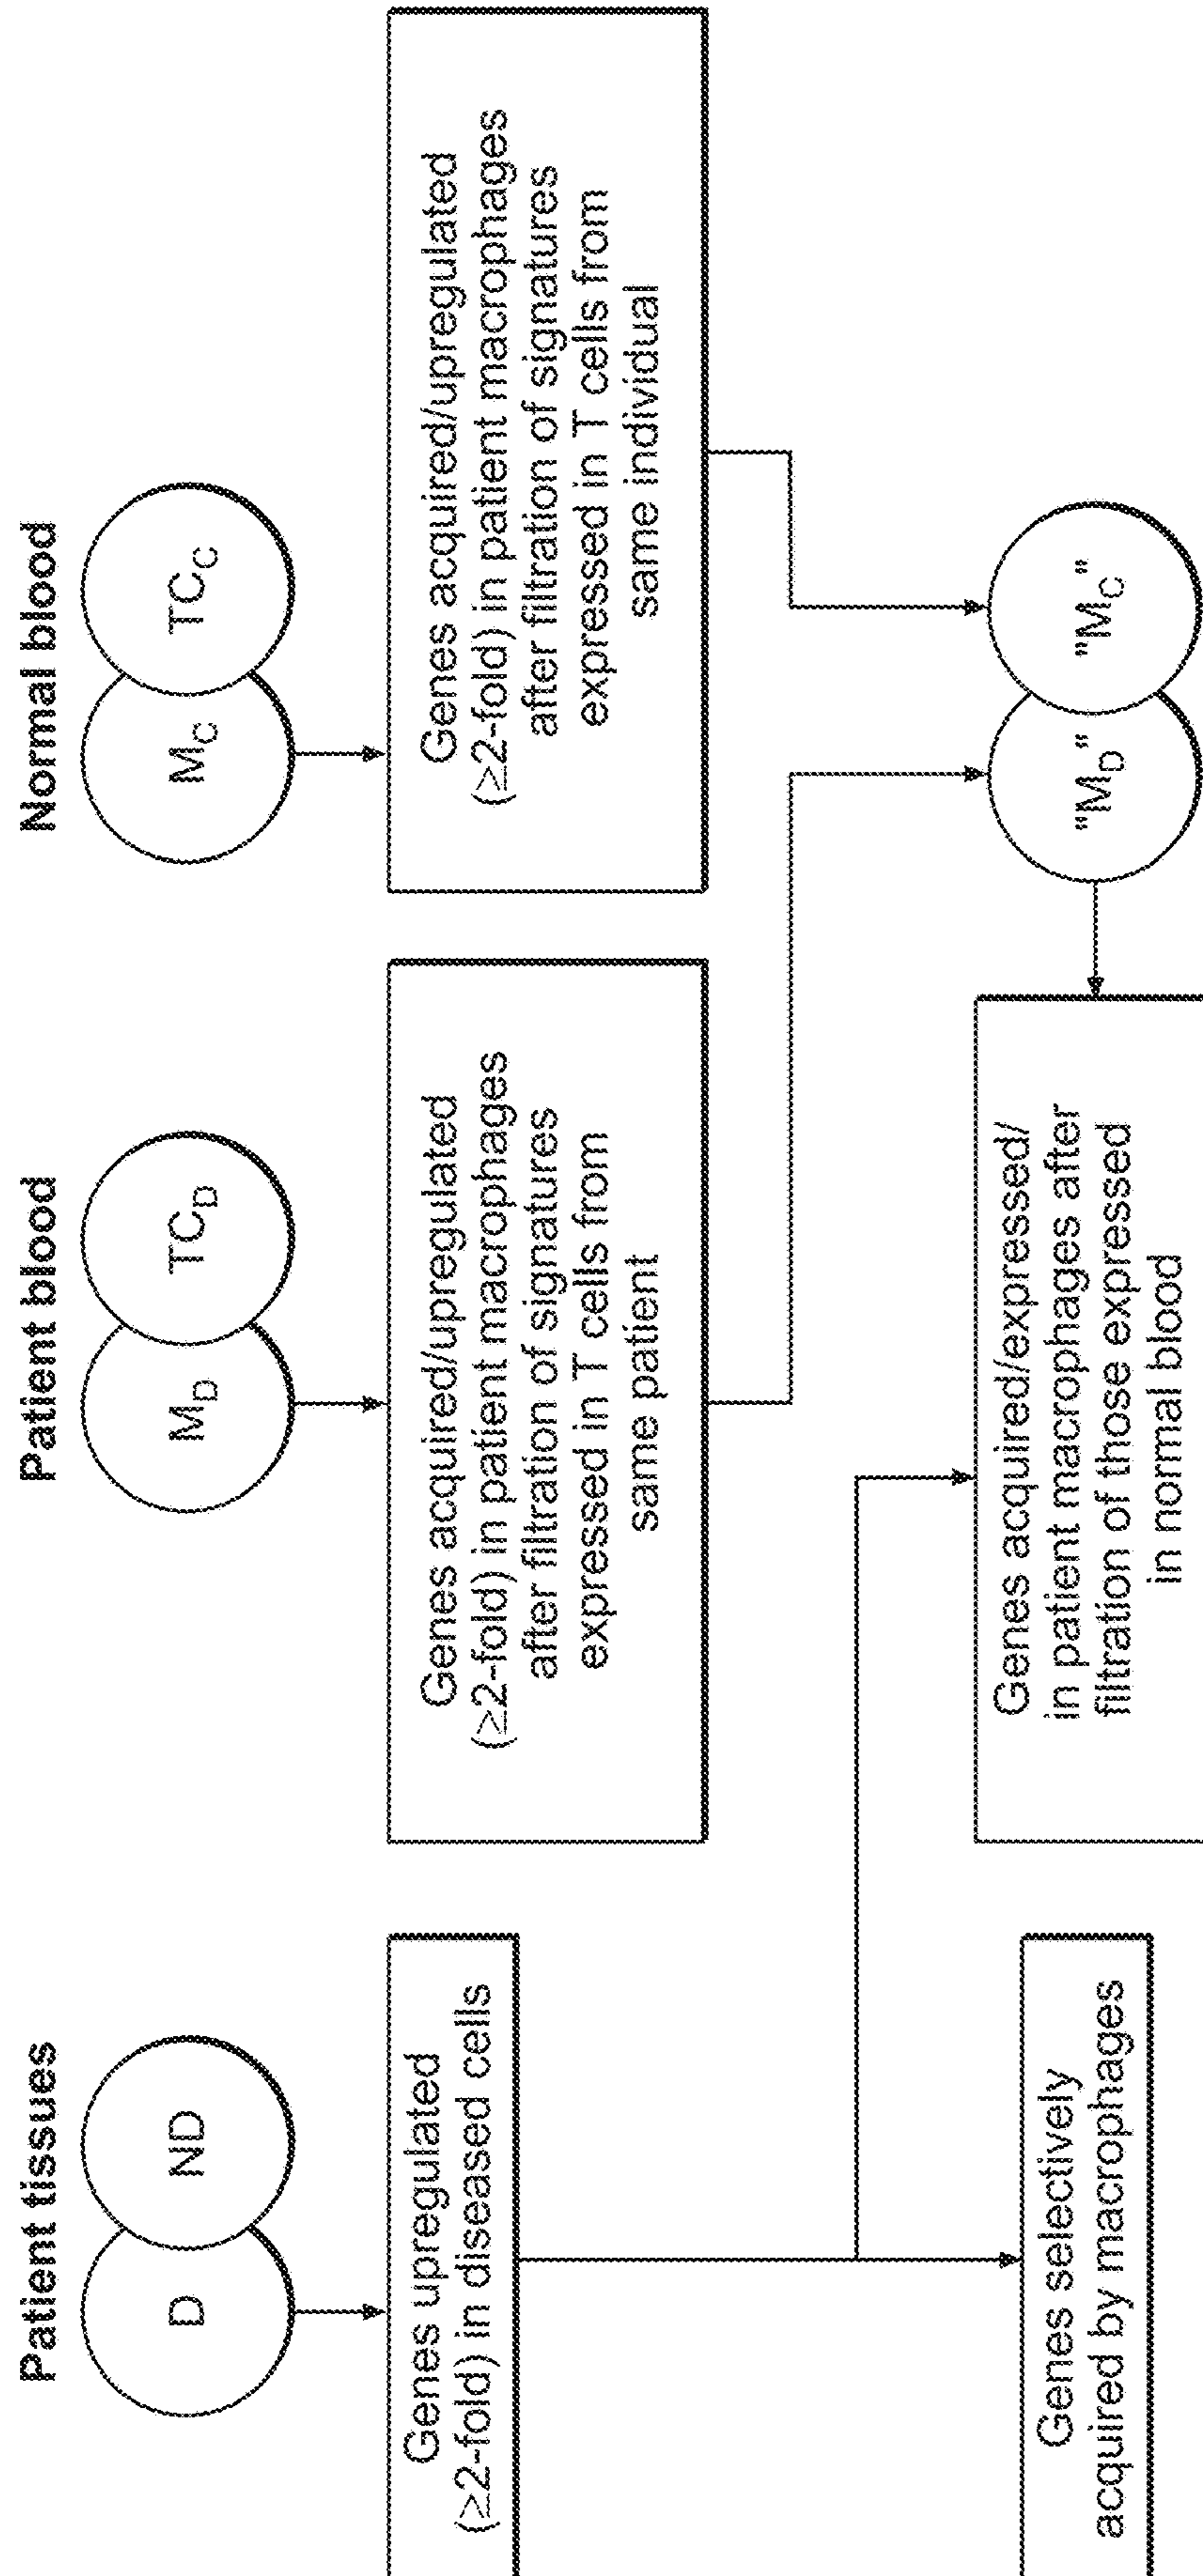 Patient tissues
D
ND
Genes upregulated
(≥2-fold) in diseased cells
Genes selectively
acquired by macrophages
Patient blood
M_D
TC_D
Genes acquired/upregulated
(≥2-fold) in patient macrophages
after filtration of signatures
expressed in T cells from
same patient
Genes acquired/expressed/
in patient macrophages after
filtration of those expressed
in normal blood
Normal blood
M_C
TC_C
Genes acquired/upregulated
(≥2-fold) in patient macrophages
after filtration of signatures
expressed in T cells from
same individual
"M_D"
"M_C"